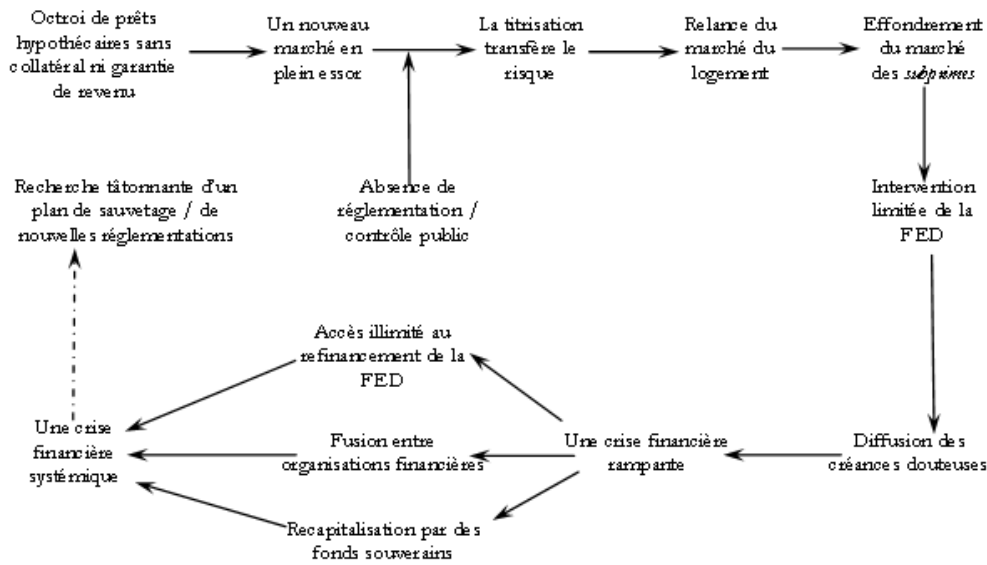 Octroi de prêts
hypothécaires sans
collatéral ni garantie
de revenu
Un nouveau
marché en
plein essor
La titrisation
transfère le
risque
Relance du
marché du
logement
Effondrement
du marché
des subprimes
Recherche tâtonnante d'un
plan de sauvetage / de
nouvelles réglementations
Absence de
réglementation /
contrôle public
Intervention
limitée de la
FED
Accès illimité au
refinancement de la
FED
Une crise
financière
systémique
Fusion entre
organisations financières
Une crise financière
rampante
Diffusion des
créances douteuses
Recapitalisation par des
fonds souverains